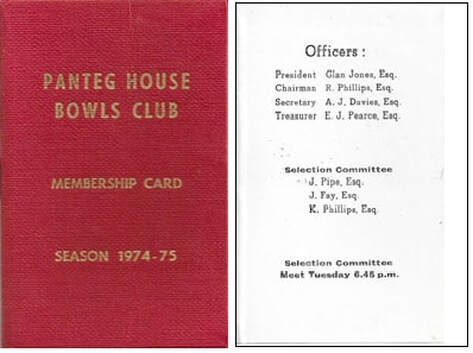 PANTEG HOUSE
BOWLS CLUB
MEMBERSHIP CARD
SEASON 1974-75
Officers :
President Glan Jones, Esq.
Chairman R. Phillips, Esq.
Secretary A. J. Davies, Esq.
Treasurer E. J. Pearce, Esq.
Selection Committee
J. Pipe, Esq.
J. Fay, Esq.
K. Phillips, Esq.
Selection Committee
Meet Tuesday 6.45 p.m.